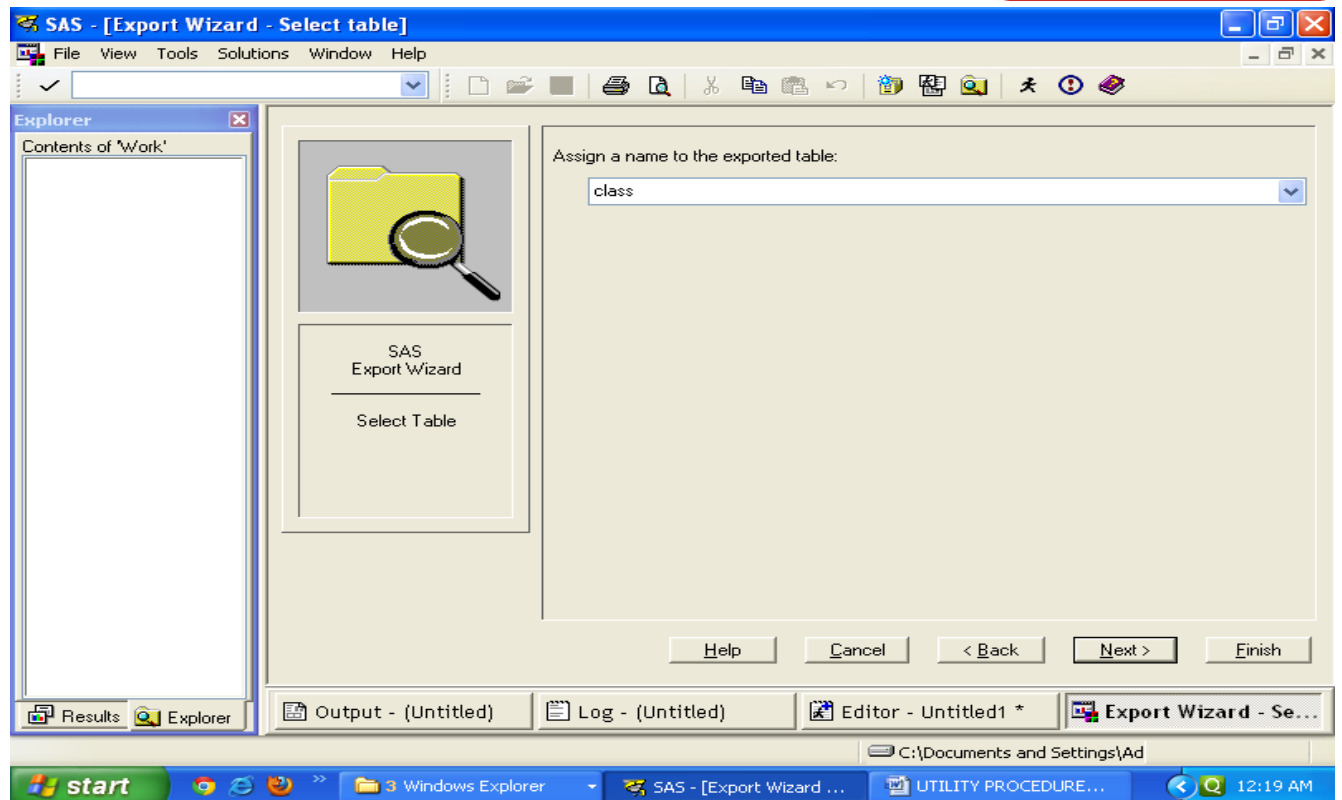 SAS - [Export Wizard - Select table]
File View Tools Solutions Window Help
Explorer
Contents of 'Work'
Assign a name to the exported table:
class
SAS
Export Wizard
Select Table
Help Cancel < Back Next > Finish
Results Explorer
Output - (Untitled) Log - (Untitled) Editor - Untitled1 * Export Wizard - Se...
C:\Documents and Settings\Ad
start » 3 Windows Explorer SAS - [Export Wizard ... UTILITY PROCEDURE... 12:19 AM